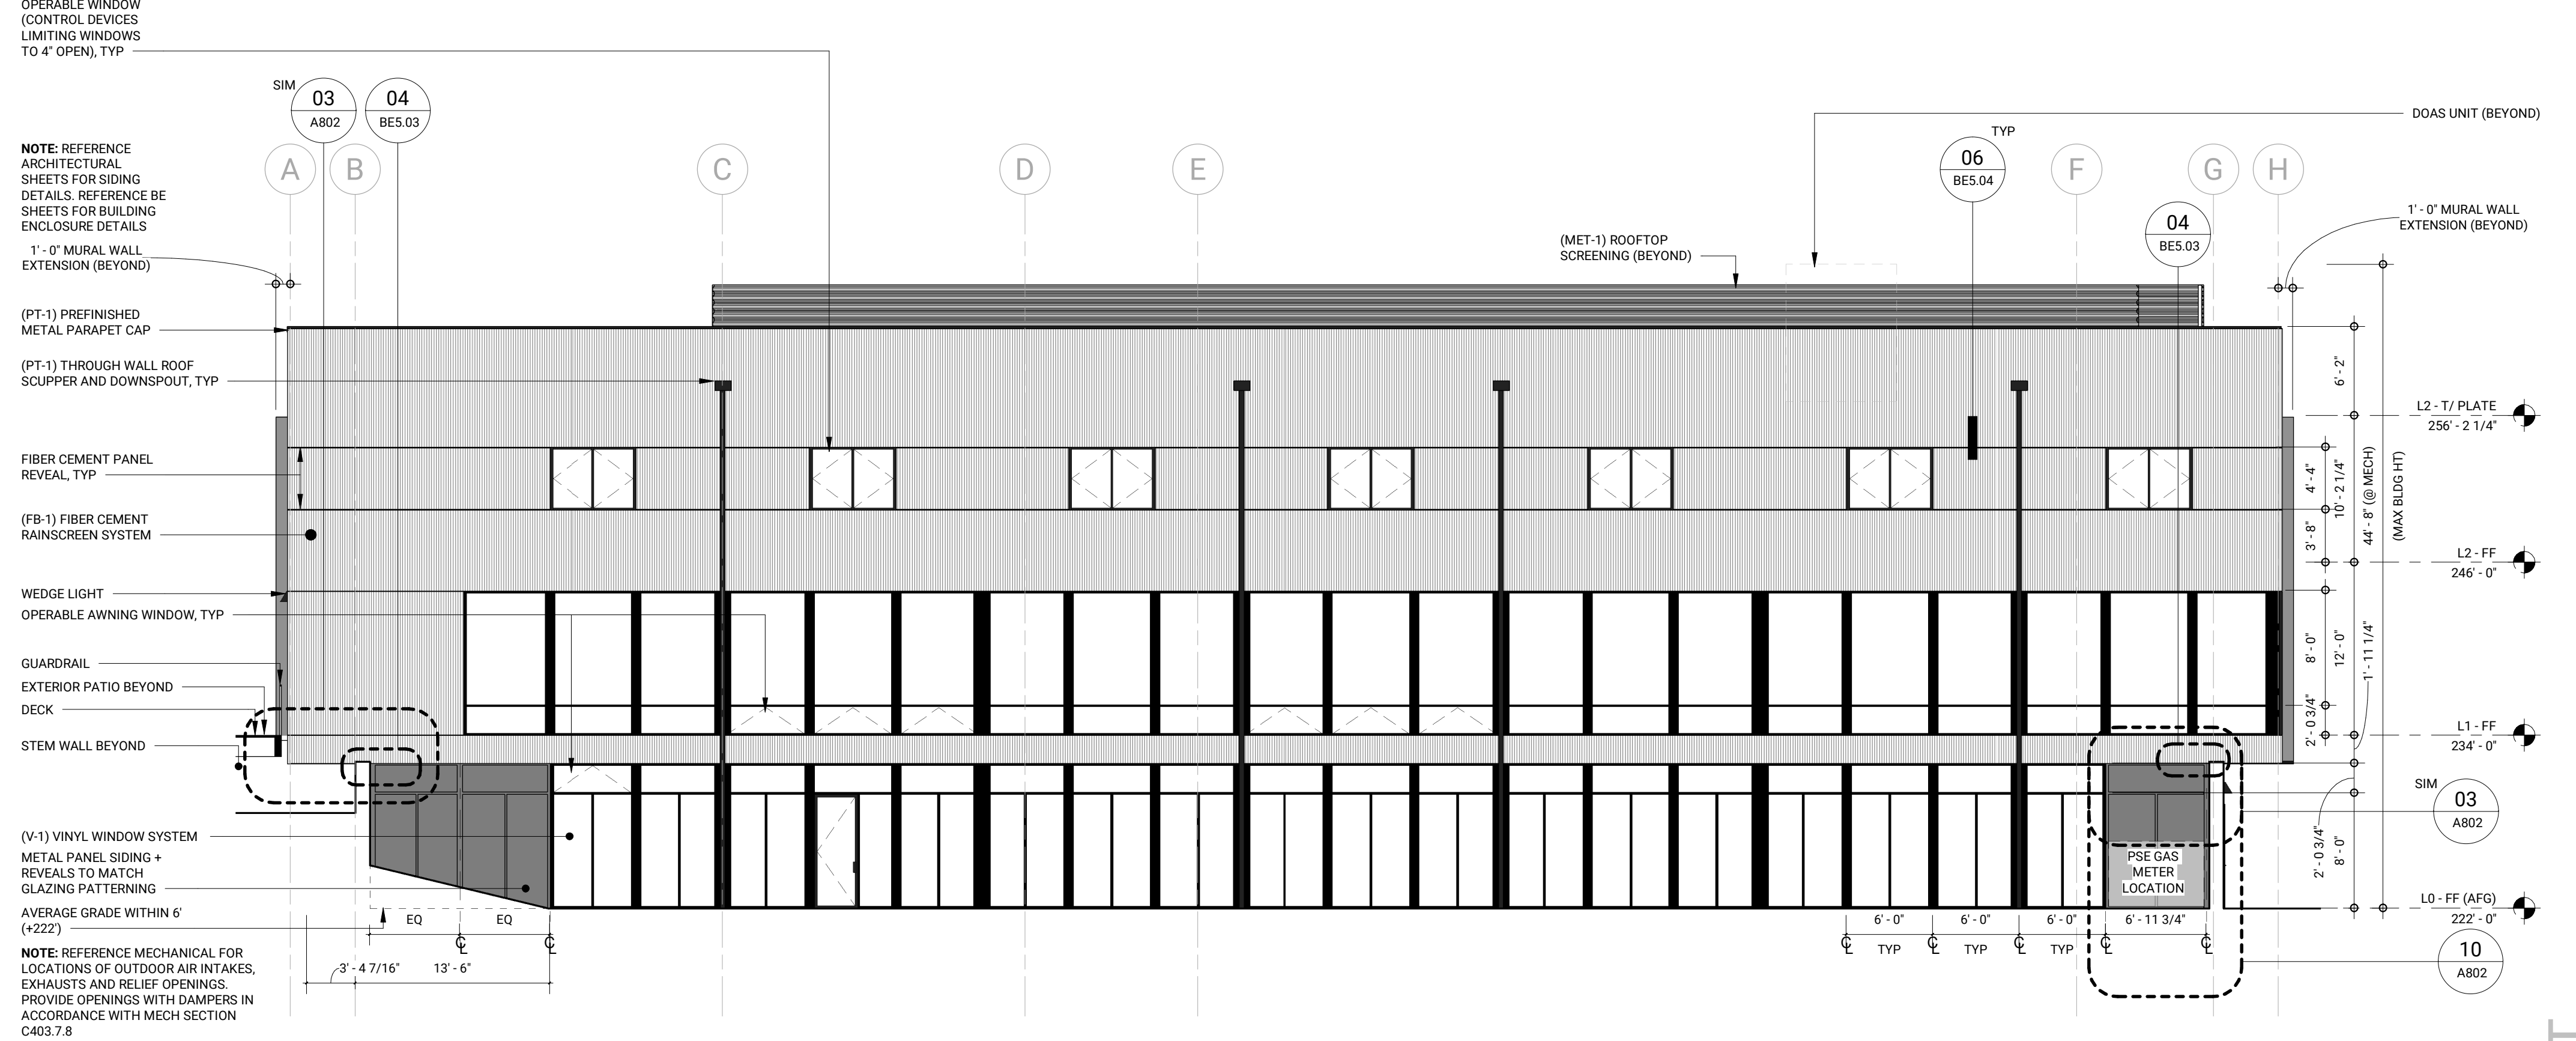 OPERABLE WINDOW
(CONTROL DEVICES
LIMITING WINDOWS
TO 4" OPEN), TYP
SIM
03
A802
04
BE5.03
NOTE: REFERENCE
ARCHITECTURAL
SHEETS FOR SIDING
DETAILS. REFERENCE BE
SHEETS FOR BUILDING
ENCLOSURE DETAILS
A
B
C
D
E
F
G
H
TYP
06
BE5.04
04
BE5.03
DOAS UNIT (BEYOND)
(MET-1) ROOFTOP
SCREENING (BEYOND)
1' - 0" MURAL WALL
EXTENSION (BEYOND)
1' - 0" MURAL WALL
EXTENSION (BEYOND)
(PT-1) PREFINISHED
METAL PARAPET CAP
(PT-1) THROUGH WALL ROOF
SCUPPER AND DOWNSPOUT, TYP
FIBER CEMENT PANEL
REVEAL, TYP
(FB-1) FIBER CEMENT
RAINSCREEN SYSTEM
WEDGE LIGHT
OPERABLE AWNING WINDOW, TYP
GUARDRAIL
EXTERIOR PATIO BEYOND
DECK
STEM WALL BEYOND
(V-1) VINYL WINDOW SYSTEM
METAL PANEL SIDING +
REVEALS TO MATCH
GLAZING PATTERNING
AVERAGE GRADE WITHIN 6'
(+222')
NOTE: REFERENCE MECHANICAL FOR
LOCATIONS OF OUTDOOR AIR INTAKES,
EXHAUSTS AND RELIEF OPENINGS.
PROVIDE OPENINGS WITH DAMPERS IN
ACCORDANCE WITH MECH SECTION
C403.7.8
EQ
EQ
CL
CL
3' - 4 7/16"
13' - 6"
PSE GAS
METER
LOCATION
6' - 0"
6' - 0"
6' - 0"
6' - 11 3/4"
CL
TYP
CL
TYP
CL
TYP
CL
CL
6' - 2"
4' - 4"
10' - 2 1/4"
44' - 8" (@ MECH)
(MAX BLDG HT)
3' - 8"
8' - 0"
12' - 0"
1' - 11 1/4"
2' - 0 3/4"
2' - 0 3/4"
8' - 0"
L2 - T/ PLATE
256' - 2 1/4"
L2 - FF
246' - 0"
L1 - FF
234' - 0"
SIM
03
A802
L0 - FF (AFG)
222' - 0"
10
A802